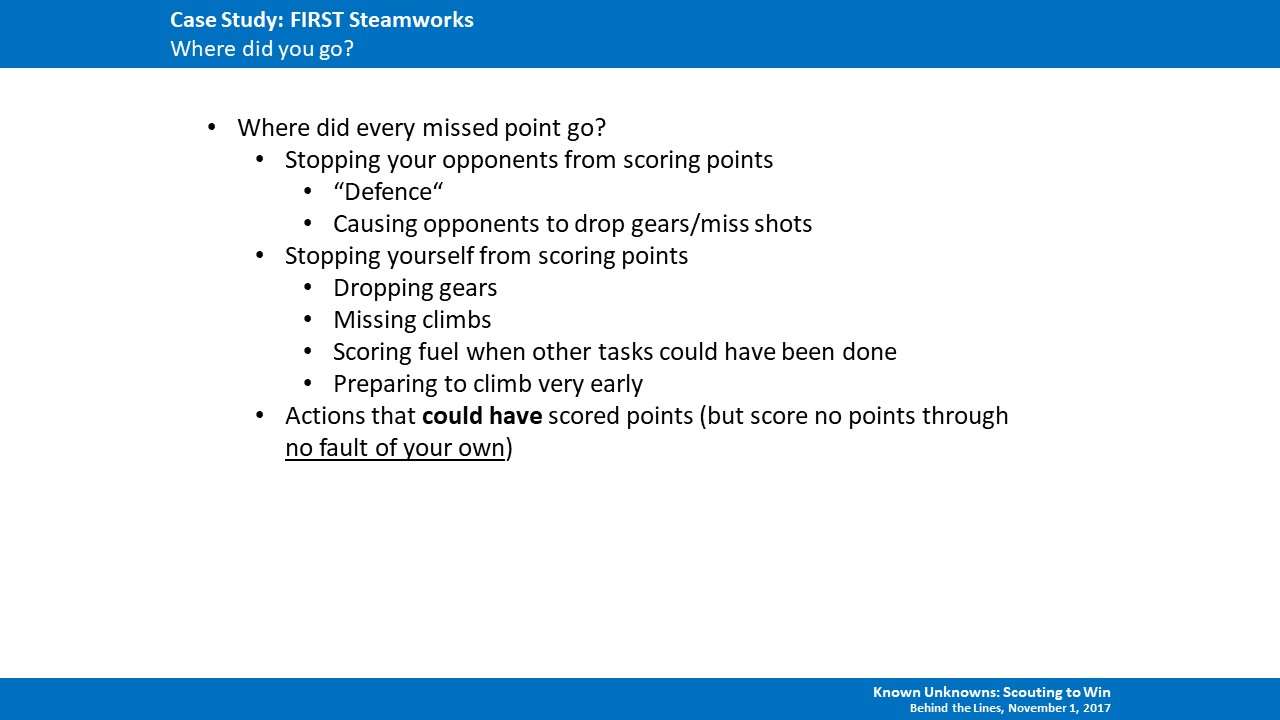 Case Study: FIRST Steamworks
Where did you go?
• Where did every missed point go?
• Stopping your opponents from scoring points
• “Defence“
• Causing opponents to drop gears/miss shots
• Stopping yourself from scoring points
• Dropping gears
• Missing climbs
• Scoring fuel when other tasks could have been done
• Preparing to climb very early
• Actions that could have scored points (but score no points through
no fault of your own)
Known Unknowns: Scouting to Win
Behind the Lines, November 1, 2017